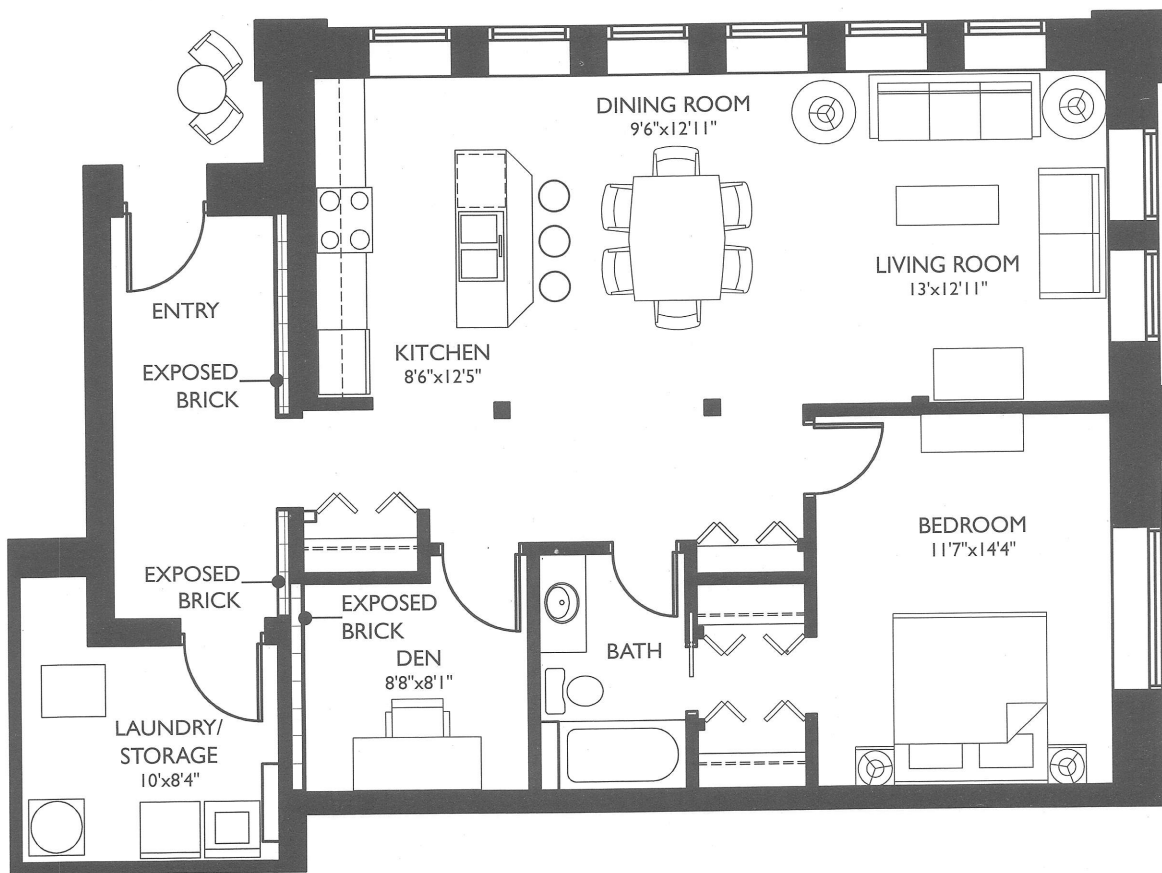 DINING ROOM
9'6"x12'11"
LIVING ROOM
13'x12'11"
ENTRY
KITCHEN
8'6"x12'5"
EXPOSED
BRICK
BEDROOM
11'7"x14'4"
EXPOSED
BRICK
EXPOSED
BRICK
DEN
8'8"x8'1"
BATH
LAUNDRY/
STORAGE
10'x8'4"